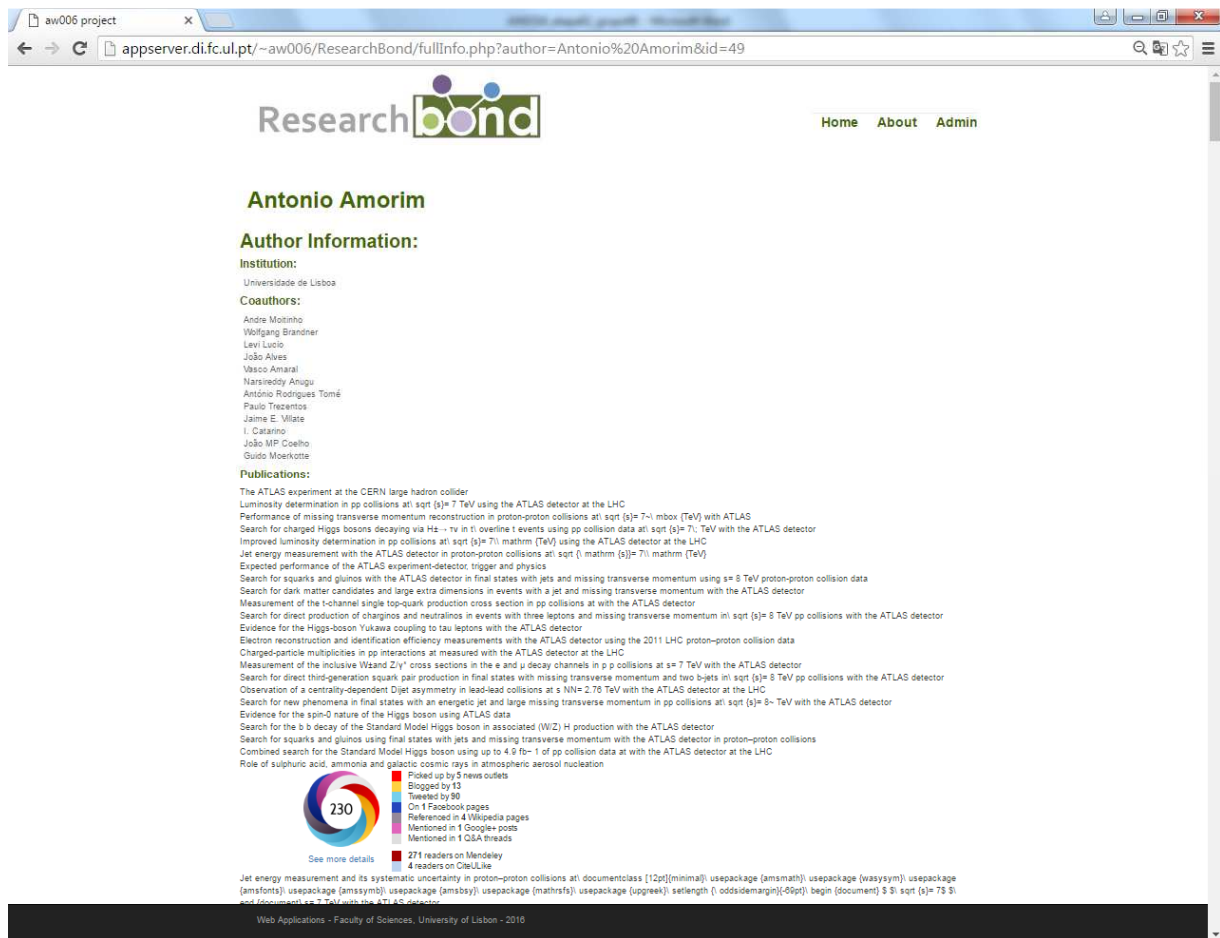 aw006 project
appserver.di.fc.ul.pt/~aw006/ResearchBond/fullInfo.php?author=Antonio%20Amorim&id=49
Research bond
Home About Admin
Antonio Amorim
Author Information:
Institution:
Universidade de Lisboa
Coauthors:
Andre Moitinho
Wolfgang Brandner
Levi Lucio
João Alves
Vasco Amaral
Narsireddy Anugu
António Rodrigues Tomé
Paulo Trezentos
Jaime E. Villate
I. Catarino
João MP Coelho
Guido Moerkotte
Publications:
The ATLAS experiment at the CERN large hadron collider
Luminosity determination in pp collisions at\ sqrt {s}= 7 TeV using the ATLAS detector at the LHC
Performance of missing transverse momentum reconstruction in proton-proton collisions at\ sqrt {s}= 7~\ mbox {TeV} with ATLAS
Search for charged Higgs bosons decaying via H±→ τν in t\ overline t events using pp collision data at\ sqrt {s}= 7\; TeV with the ATLAS detector
Improved luminosity determination in pp collisions at\ sqrt {s}= 7\\ mathrm {TeV} using the ATLAS detector at the LHC
Jet energy measurement with the ATLAS detector in proton-proton collisions at\ sqrt {\ mathrm {s}}= 7\\ mathrm {TeV}
Expected performance of the ATLAS experiment-detector, trigger and physics
Search for squarks and gluinos with the ATLAS detector in final states with jets and missing transverse momentum using s= 8 TeV proton-proton collision data
Search for dark matter candidates and large extra dimensions in events with a jet and missing transverse momentum with the ATLAS detector
Measurement of the t-channel single top-quark production cross section in pp collisions at with the ATLAS detector
Search for direct production of charginos and neutralinos in events with three leptons and missing transverse momentum in\ sqrt {s}= 8 TeV pp collisions with the ATLAS detector
Evidence for the Higgs-boson Yukawa coupling to tau leptons with the ATLAS detector
Electron reconstruction and identification efficiency measurements with the ATLAS detector using the 2011 LHC proton–proton collision data
Charged-particle multiplicities in pp interactions at measured with the ATLAS detector at the LHC
Measurement of the inclusive W±and Z/γ* cross sections in the e and μ decay channels in p p collisions at s= 7 TeV with the ATLAS detector
Search for direct third-generation squark pair production in final states with missing transverse momentum and two b-jets in\ sqrt {s}= 8 TeV pp collisions with the ATLAS detector
Observation of a centrality-dependent Dijet asymmetry in lead-lead collisions at s NN= 2.76 TeV with the ATLAS detector at the LHC
Search for new phenomena in final states with an energetic jet and large missing transverse momentum in pp collisions at\ sqrt {s}= 8~ TeV with the ATLAS detector
Evidence for the spin-0 nature of the Higgs boson using ATLAS data
Search for the b b decay of the Standard Model Higgs boson in associated (W/Z) H production with the ATLAS detector
Search for squarks and gluinos using final states with jets and missing transverse momentum with the ATLAS detector in proton–proton collisions
Combined search for the Standard Model Higgs boson using up to 4.9 fb− 1 of pp collision data at with the ATLAS detector at the LHC
Role of sulphuric acid, ammonia and galactic cosmic rays in atmospheric aerosol nucleation
230
Picked up by 5 news outlets
Blogged by 13
Tweeted by 90
On 1 Facebook pages
Referenced in 4 Wikipedia pages
Mentioned in 1 Google+ posts
Mentioned in 1 Q&A threads
See more details
271 readers on Mendeley
4 readers on CiteULike
Jet energy measurement and its systematic uncertainty in proton–proton collisions at\ documentclass [12pt]{minimal}\ usepackage {amsmath}\ usepackage {wasysym}\ usepackage
{amsfonts}\ usepackage {amssymb}\ usepackage {amsbsy}\ usepackage {mathrsfs}\ usepackage {upgreek}\ setlength {\ oddsidemargin}{-69pt}\ begin {document} $ $\ sqrt {s}= 7$ $\
end {document} s= 7 TeV with the ATLAS detector
Web Applications - Faculty of Sciences, University of Lisbon - 2016